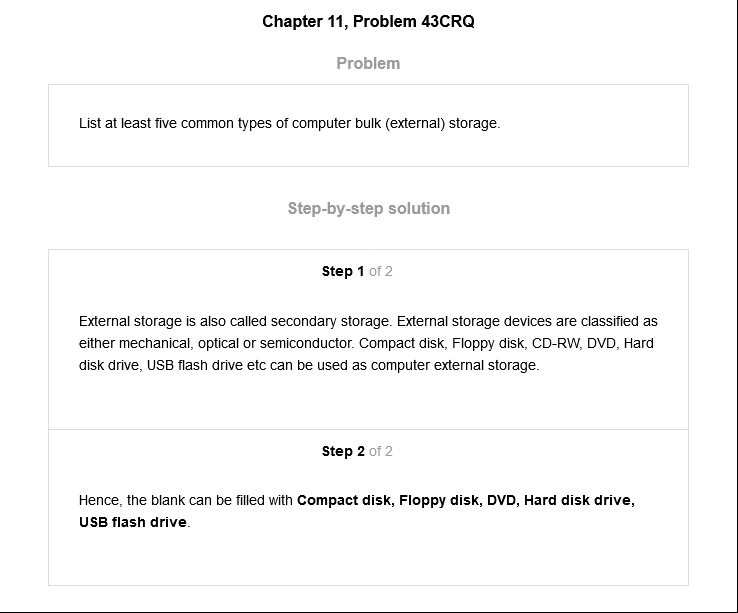 Chapter 11, Problem 43CRQ
Problem
List at least five common types of computer bulk (external) storage.
Step-by-step solution
Step 1 of 2
External storage is also called secondary storage. External storage devices are classified as
either mechanical, optical or semiconductor. Compact disk, Floppy disk, CD-RW, DVD, Hard
disk drive, USB flash drive etc can be used as computer external storage.
Step 2 of 2
Hence, the blank can be filled with Compact disk, Floppy disk, DVD, Hard disk drive,
USB flash drive.